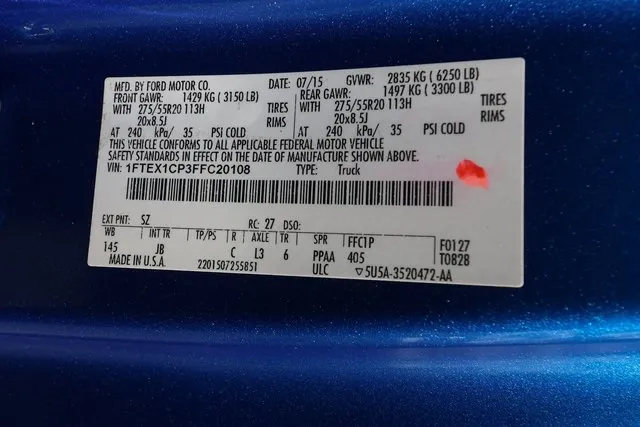 MFD. BY FORD MOTOR CO. DATE: 07/15 GVWR: 2835 KG ( 6250 LB)
FRONT GAWR: 1429 KG ( 3150 LB) REAR GAWR: 1497 KG ( 3300 LB)
WITH 275/55R20 113H TIRES WITH 275/55R20 113H TIRES
20x8.5J RIMS 20x8.5J RIMS
AT 240 kPa/ 35 PSI COLD AT 240 kPa/ 35 PSI COLD
THIS VEHICLE CONFORMS TO ALL APPLICABLE FEDERAL MOTOR VEHICLE
SAFETY STANDARDS IN EFFECT ON THE DATE OF MANUFACTURE SHOWN ABOVE.
VIN: 1FTEX1CP3FFC20108 TYPE: Truck
EXT PNT: SZ RC: 27 DSO:
WB INT TR TP/PS R AXLE TR SPR FFC1P F0127
145 JB C L3 6 PPAA 405 T0828
MADE IN U.S.A. 2201507255851 ULC ▽5U5A-3520472-AA